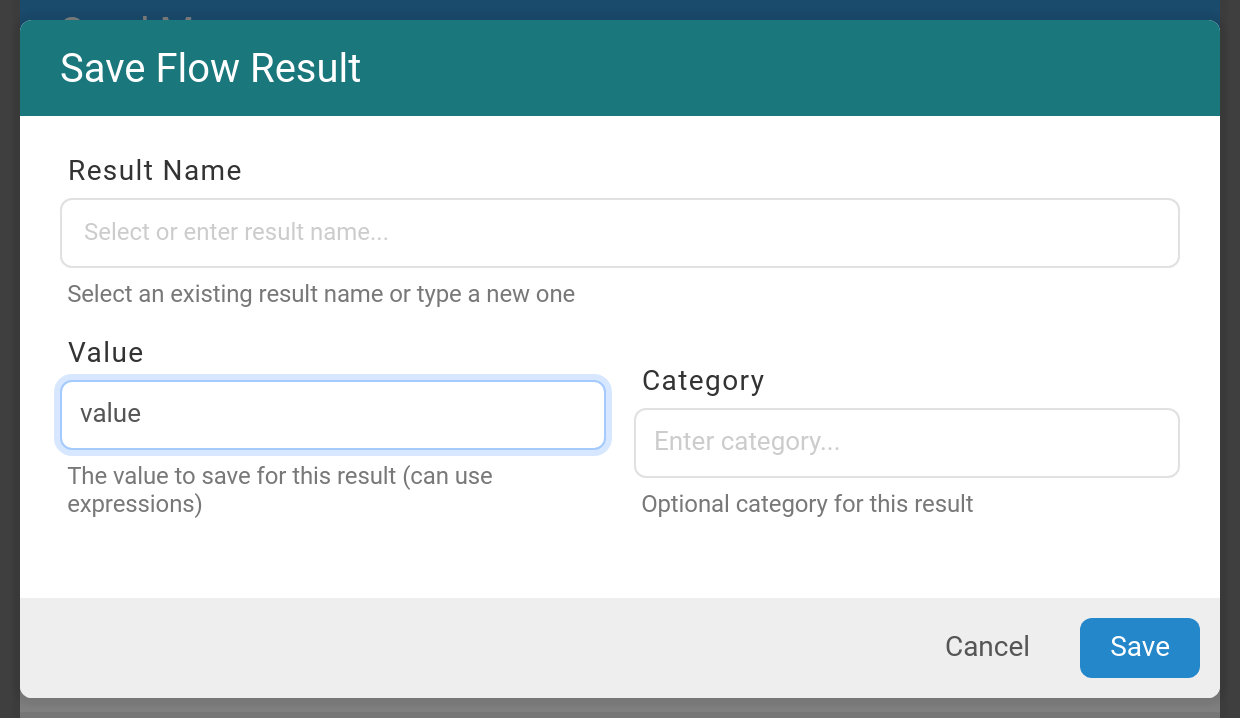 Save Flow Result
Result Name
Select or enter result name...
Select an existing result name or type a new one
Value
value
The value to save for this result (can use
expressions)
Category
Enter category...
Optional category for this result
Cancel
Save